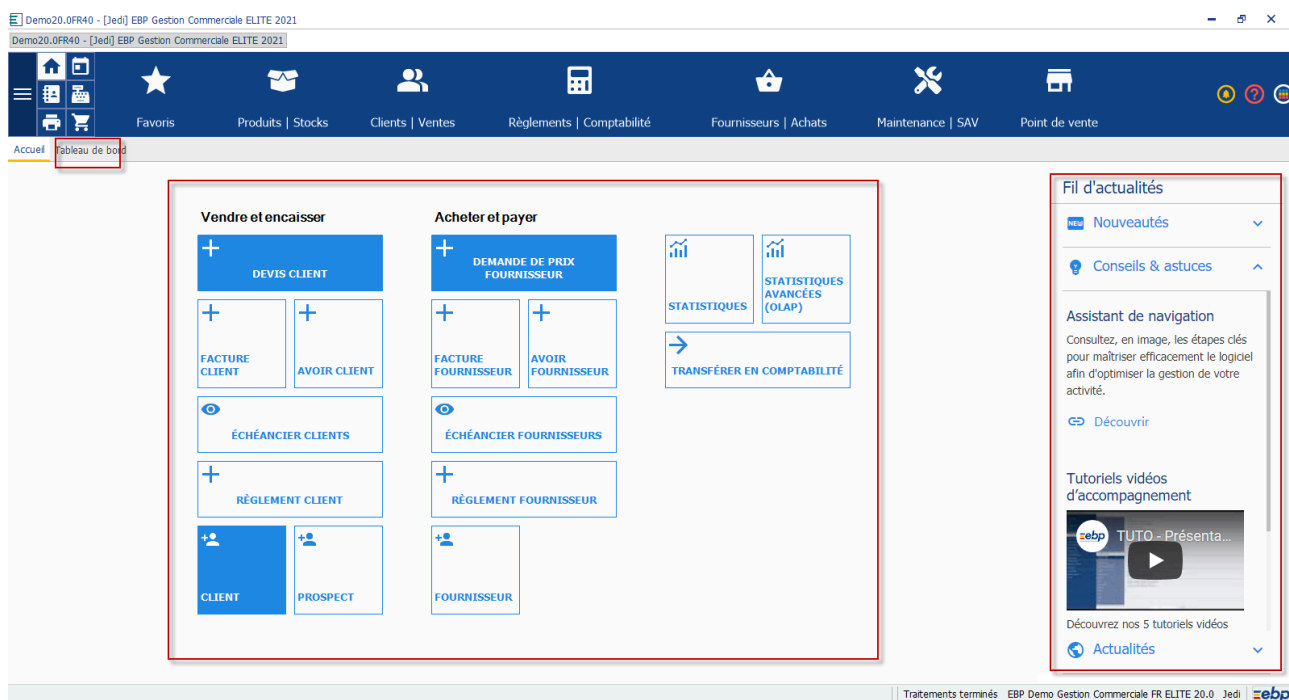 Demo20.0FR40 - [Jedi] EBP Gestion Commerciale ELITE 2021
Demo20.0FR40 - [Jedi] EBP Gestion Commerciale ELITE 2021
Favoris
Produits | Stocks
Clients | Ventes
Règlements | Comptabilité
Fournisseurs | Achats
Maintenance | SAV
Point de vente
Accueil
Tableau de bord
Vendre et encaisser
DEVIS CLIENT
FACTURE
CLIENT
AVOIR CLIENT
ÉCHÉANCIER CLIENTS
RÈGLEMENT CLIENT
CLIENT
PROSPECT
Acheter et payer
DEMANDE DE PRIX
FOURNISSEUR
FACTURE
FOURNISSEUR
AVOIR
FOURNISSEUR
ÉCHÉANCIER FOURNISSEURS
RÈGLEMENT FOURNISSEUR
FOURNISSEUR
STATISTIQUES
STATISTIQUES
AVANCÉES
(OLAP)
TRANSFÉRER EN COMPTABILITÉ
Fil d'actualités
NEW Nouveautés
Conseils & astuces
Assistant de navigation
Consultez, en image, les étapes clés
pour maîtriser efficacement le logiciel
afin d'optimiser la gestion de votre
activité.
Découvrir
Tutoriels vidéos
d'accompagnement
ebp TUTO - Présenta...
Découvrez nos 5 tutoriels vidéos
Actualités
Traitements terminés EBP Demo Gestion Commerciale FR ELITE 20.0 Jedi ebp